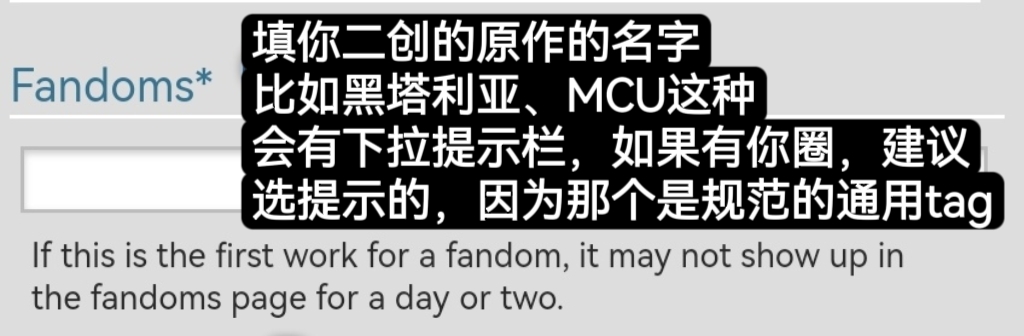 填你二创的原作的名字
Fandoms*
比如黑塔利亚、MCU这种
会有下拉提示栏，如果有你圈，建议
选提示的，因为那个是规范的通用tag
If this is the first work for a fandom, it may not show up in
the fandoms page for a day or two.